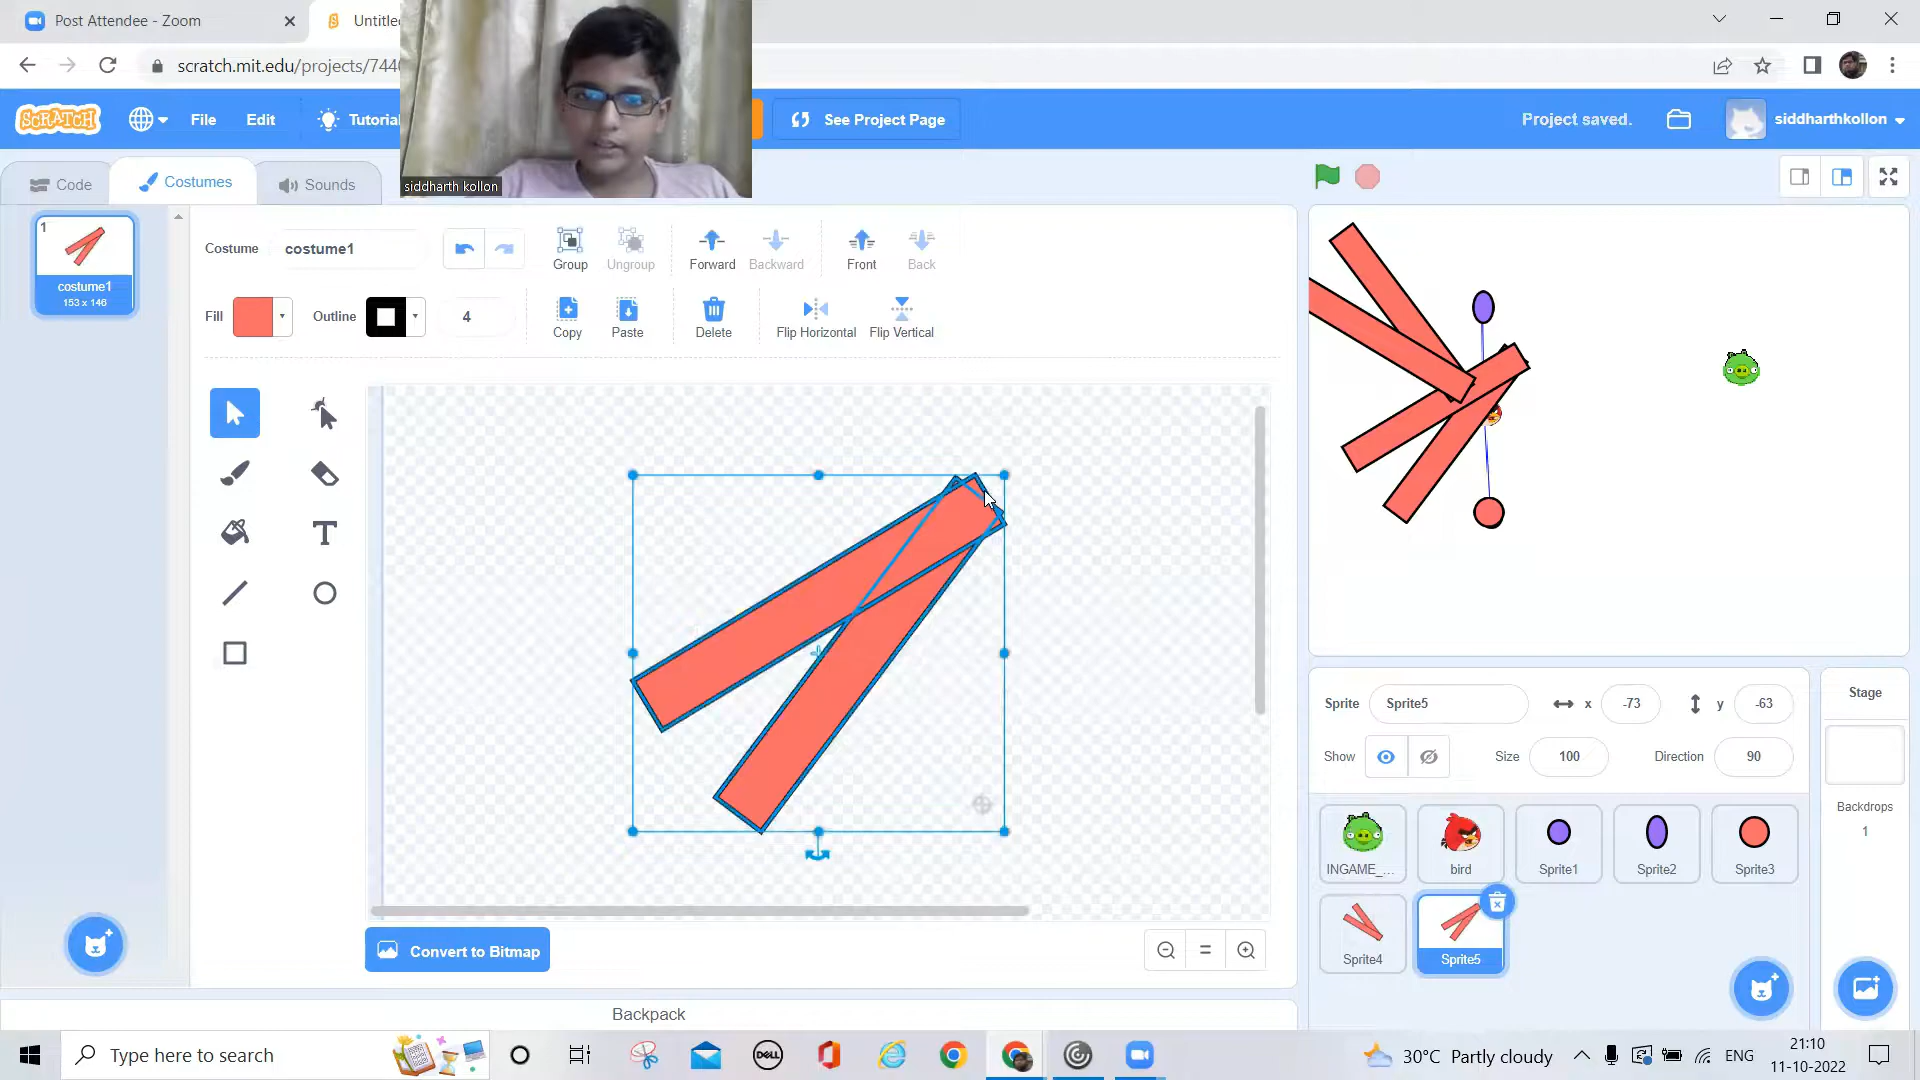 Post Attendee - Zoom
Untitle
scratch.mit.edu/projects/7440
SCRATCH
File
Edit
Tutorial
See Project Page
Project saved.
siddharthkollon
siddharth kollon
Code
Costumes
Sounds
1
costume1
153 x 146
Costume
costume1
Group
Ungroup
Forward
Backward
Front
Back
Fill
Outline
4
Copy
Paste
Delete
Flip Horizontal
Flip Vertical
T
Convert to Bitmap
Backpack
Sprite
Sprite5
x
-73
y
-63
Show
Size
100
Direction
90
INGAME_...
bird
Sprite1
Sprite2
Sprite3
Sprite4
Sprite5
Stage
Backdrops
1
Type here to search
DELL
30°C Partly cloudy
ENG
21:10
11-10-2022